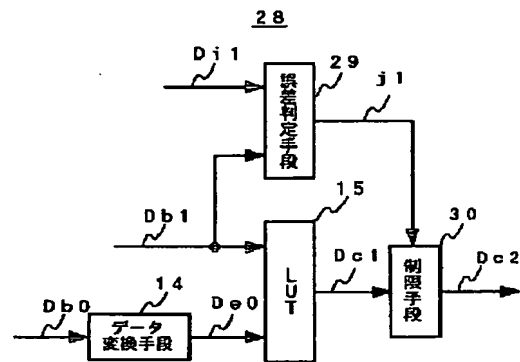 28
Di1
29
誤差判定手段
j1
15
30
Db1
LUT
Dc1
制限手段
Dc2
14
Db0
データ
変換手段
De0